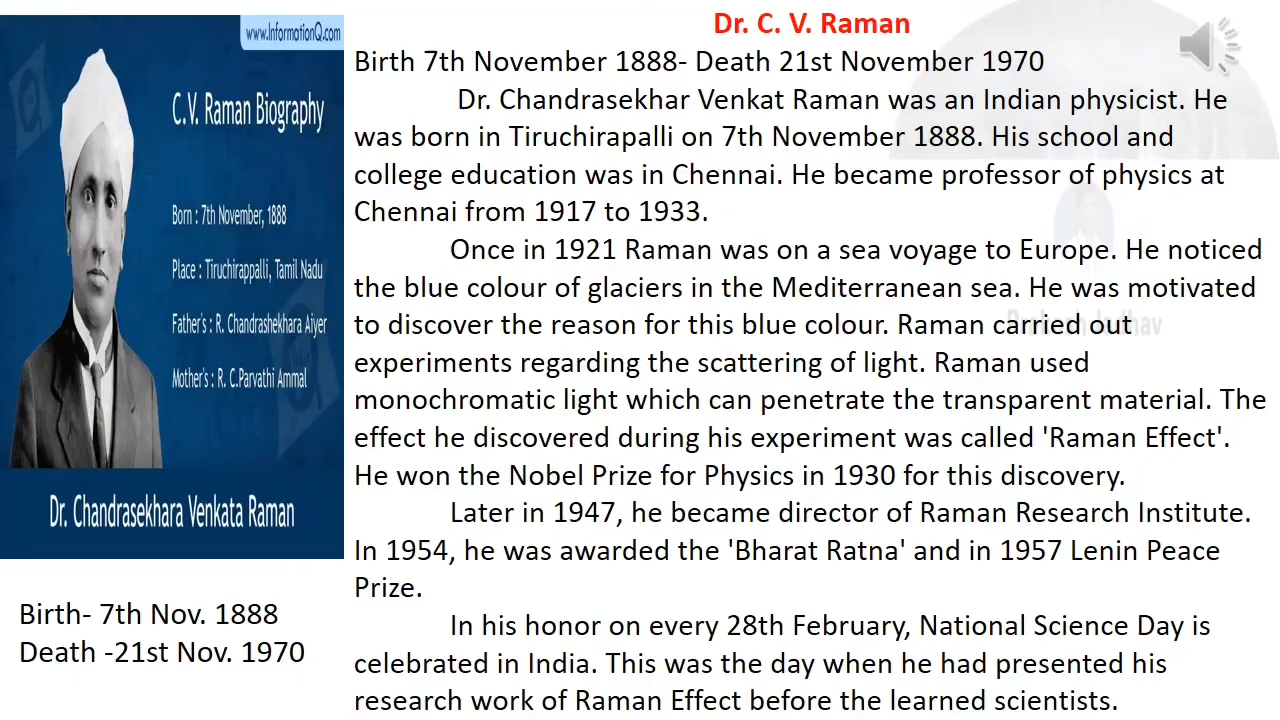 www.InformationQ.com
C.V. Raman Biography
Born : 7th November, 1888
Place : Tiruchirappalli, Tamil Nadu
Father's : R. Chandrashekhara Aiyer
Mother's : R. C.Parvathi Ammal
Dr. Chandrasekhara Venkata Raman
Birth- 7th Nov. 1888
Death -21st Nov. 1970
Dr. C. V. Raman
Birth 7th November 1888- Death 21st November 1970
Dr. Chandrasekhar Venkat Raman was an Indian physicist. He
was born in Tiruchirapalli on 7th November 1888. His school and
college education was in Chennai. He became professor of physics at
Chennai from 1917 to 1933.
Once in 1921 Raman was on a sea voyage to Europe. He noticed
the blue colour of glaciers in the Mediterranean sea. He was motivated
to discover the reason for this blue colour. Raman carried out
experiments regarding the scattering of light. Raman used
monochromatic light which can penetrate the transparent material. The
effect he discovered during his experiment was called 'Raman Effect'.
He won the Nobel Prize for Physics in 1930 for this discovery.
Later in 1947, he became director of Raman Research Institute.
In 1954, he was awarded the 'Bharat Ratna' and in 1957 Lenin Peace
Prize.
In his honor on every 28th February, National Science Day is
celebrated in India. This was the day when he had presented his
research work of Raman Effect before the learned scientists.